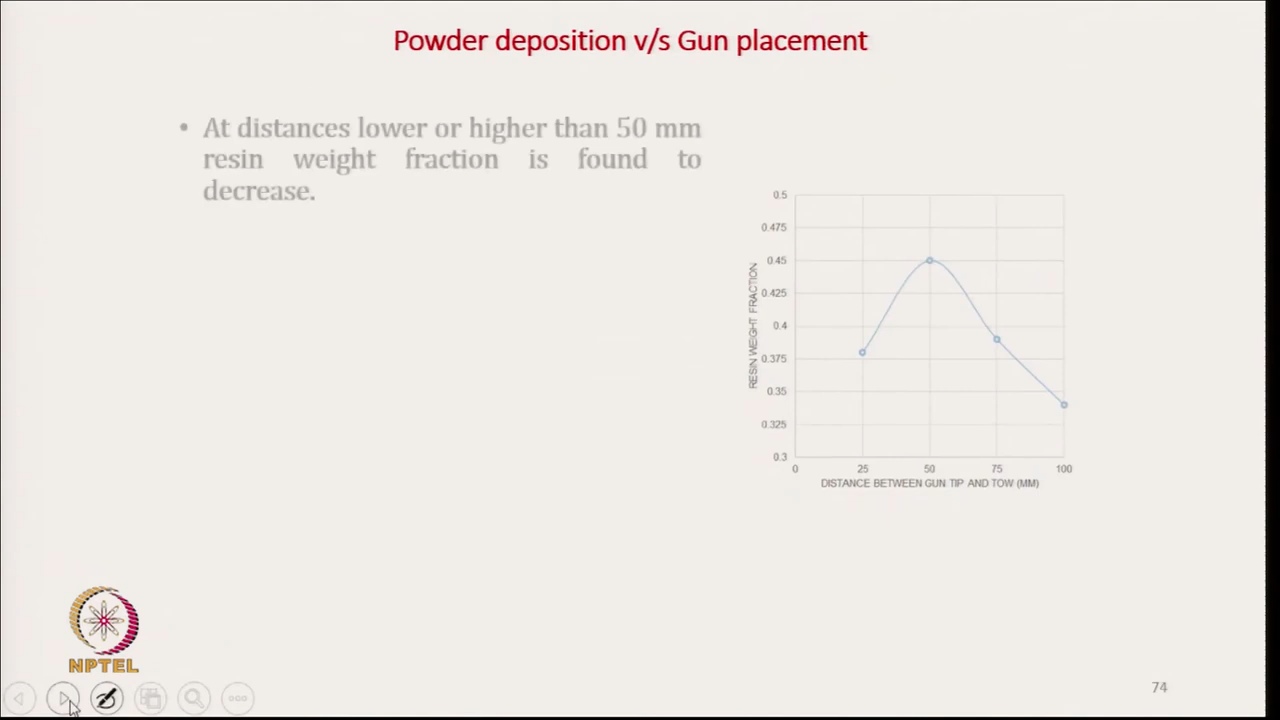 Powder deposition v/s Gun placement
• At distances lower or higher than 50 mm
resin weight fraction is found to
decrease.
0.5
0.475
0.45
0.425
0.4
0.375
0.35
0.325
0.3
RESIN WEIGHT FRACTION
0 25 50 75 100
DISTANCE BETWEEN GUN TIP AND TOW (MM)
NPTEL
74